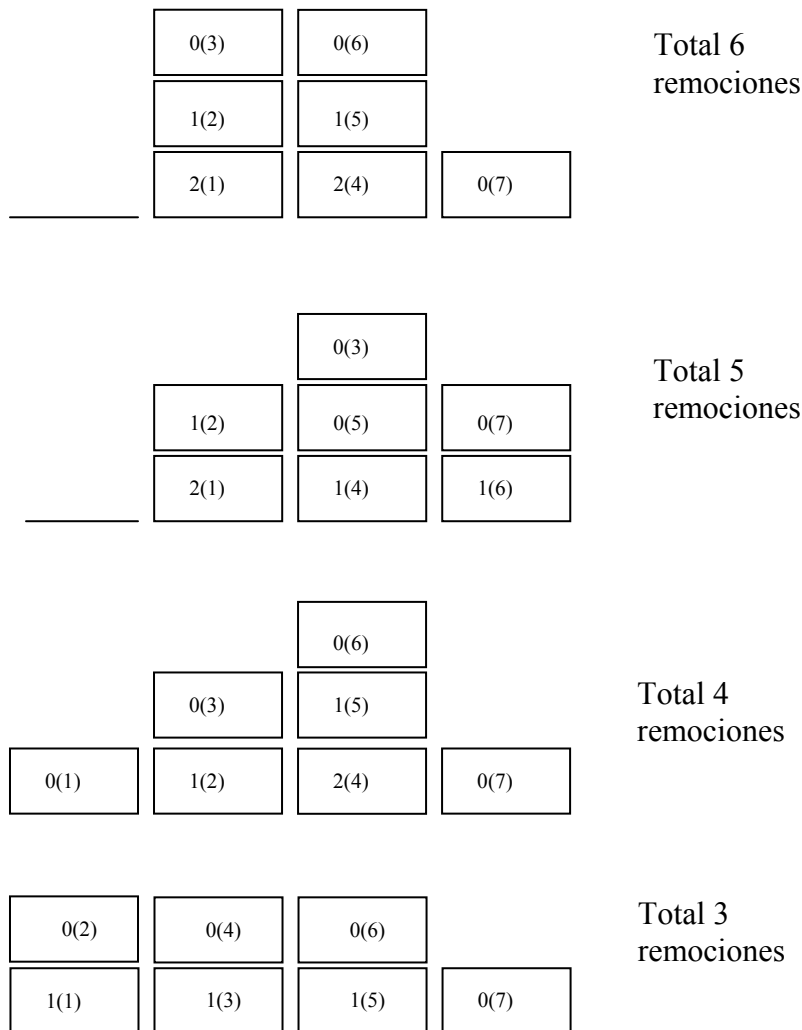 0(3) 0(6)
Total 6
remociones
1(2) 1(5)
2(1) 2(4) 0(7)
0(3)
Total 5
remociones
1(2) 0(5) 0(7)
2(1) 1(4) 1(6)
0(6)
0(3) 1(5)
Total 4
remociones
0(1) 1(2) 2(4) 0(7)
0(2) 0(4) 0(6)
Total 3
remociones
1(1) 1(3) 1(5) 0(7)